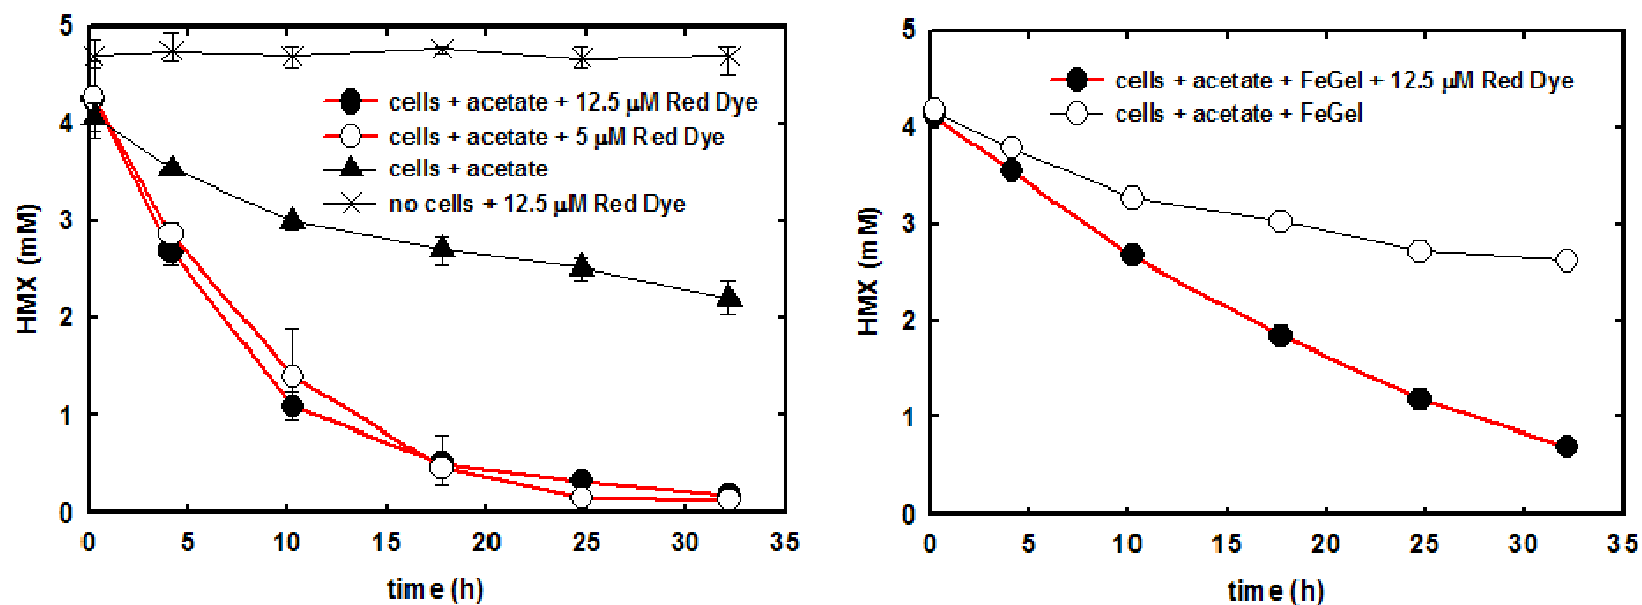 5
4
3
2
1
0
HMX (mM)
cells + acetate + 12.5 μM Red Dye
cells + acetate + 5 μM Red Dye
cells + acetate
no cells + 12.5 μM Red Dye
0 5 10 15 20 25 30 35
time (h)
5
4
3
2
1
0
HMX (mM)
cells + acetate + FeGel + 12.5 μM Red Dye
cells + acetate + FeGel
0 5 10 15 20 25 30 35
time (h)